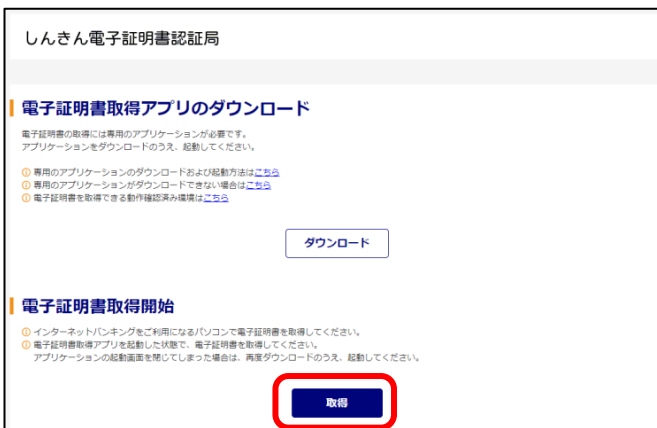 しんきん電子証明書認証局
電子証明書取得アプリのダウンロード
電子証明書の取得には専用のアプリケーションが必要です。
アプリケーションをダウンロードのうえ、起動してください。
専用のアプリケーションのダウンロードおよび起動方法はこちら
専用のアプリケーションがダウンロードできない場合はこちら
電子証明書を取得できる動作確認済み環境はこちら
ダウンロード
電子証明書取得開始
インターネットバンキングをご利用になるパソコンで電子証明書を取得してください。
電子証明書取得アプリを起動した状態で、電子証明書を取得してください。
アプリケーションの起動画面を閉じてしまった場合は、再度ダウンロードのうえ、起動してください。
取得